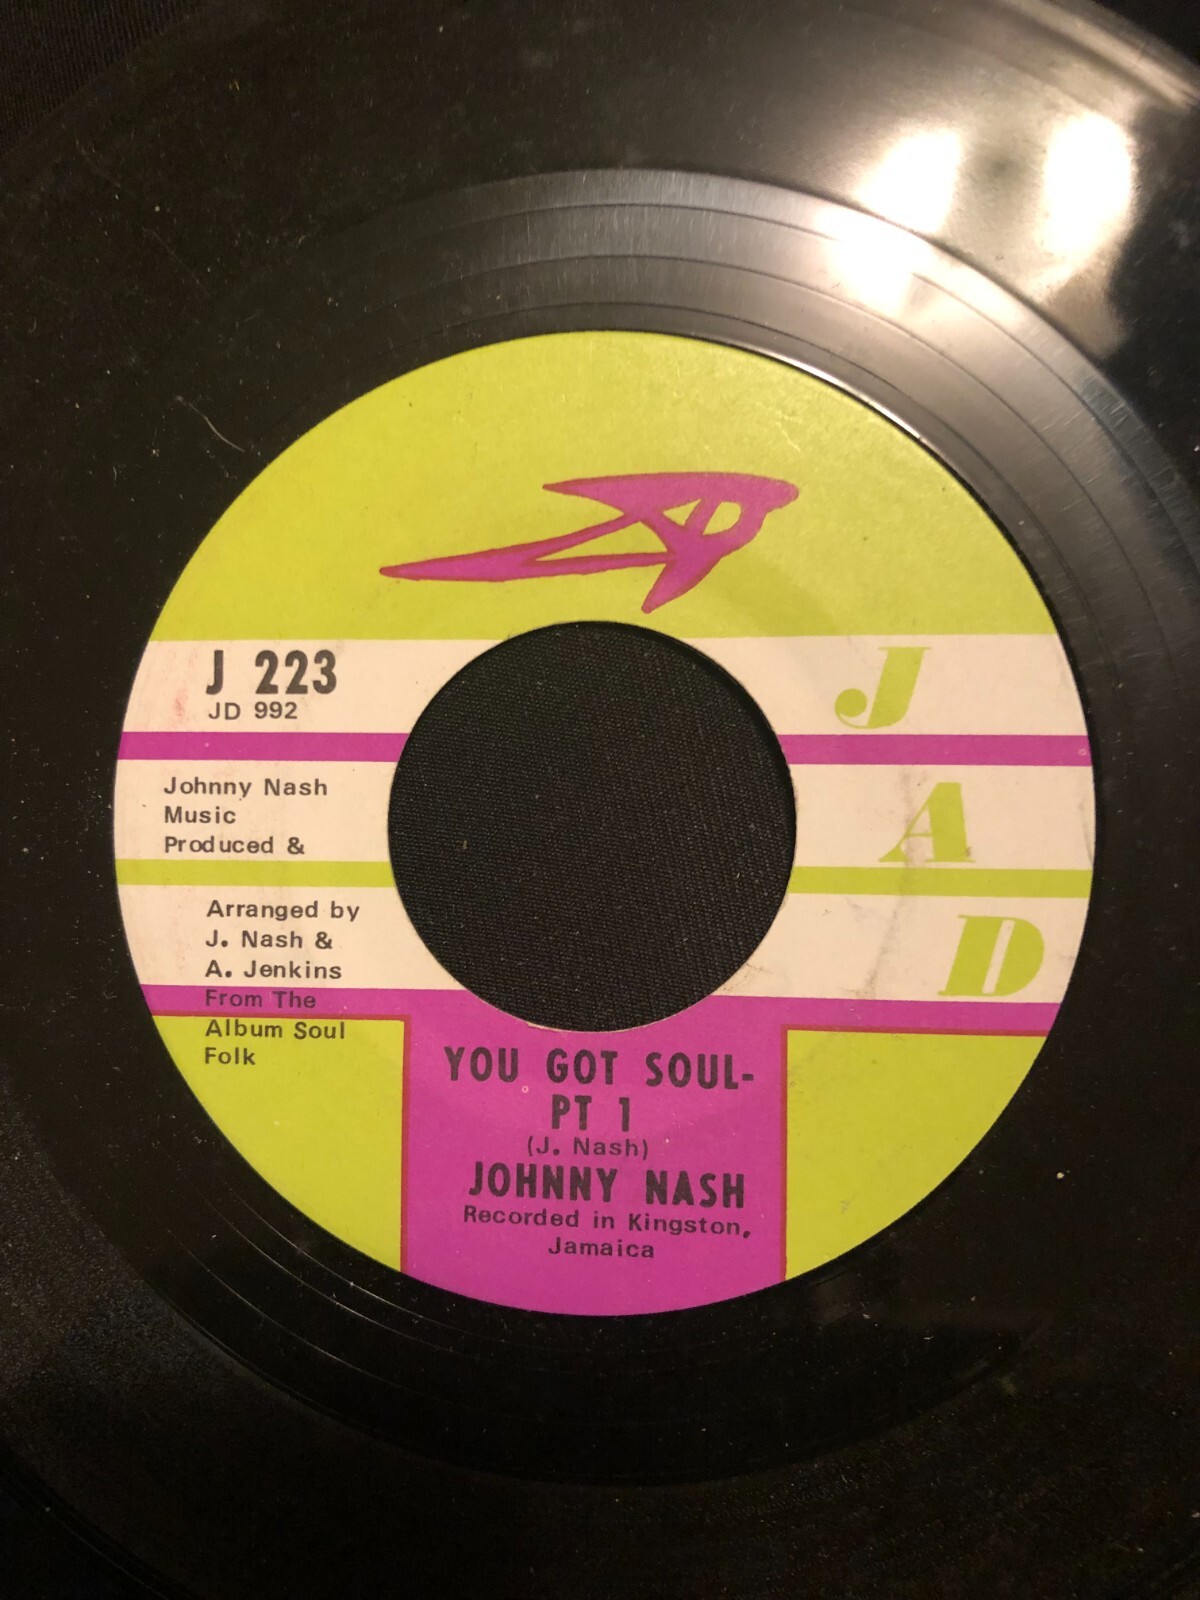 J 223
JD 992
J
A
D
Johnny Nash
Music
Produced &
Arranged by
J. Nash &
A. Jenkins
From The
Album Soul
Folk
YOU GOT SOUL-
PT 1
(J. Nash)
JOHNNY NASH
Recorded in Kingston,
Jamaica